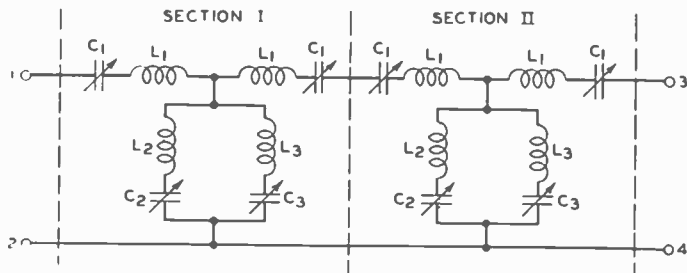 SECTION I SECTION II
C1 L1 L1 C1 C1 L1 L1 C1
1 3
L2 L3 L2 L3
C2 C3 C2 C3
2 4